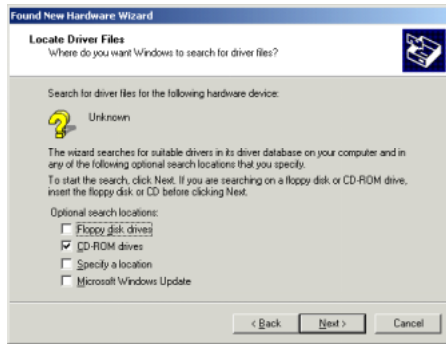 Found New Hardware Wizard
Locate Driver Files
Where do you want Windows to search for driver files?
Search for driver files for the following hardware device:
Unknown
The wizard searches for suitable drivers in its driver database on your computer and in
any of the following optional search locations that you specify.
To start the search, click Next. If you are searching on a floppy disk or CD-ROM drive,
insert the floppy disk or CD before clicking Next.
Optional search locations:
Floppy disk drives
CD-ROM drives
Specify a location
Microsoft Windows Update
< Back Next > Cancel